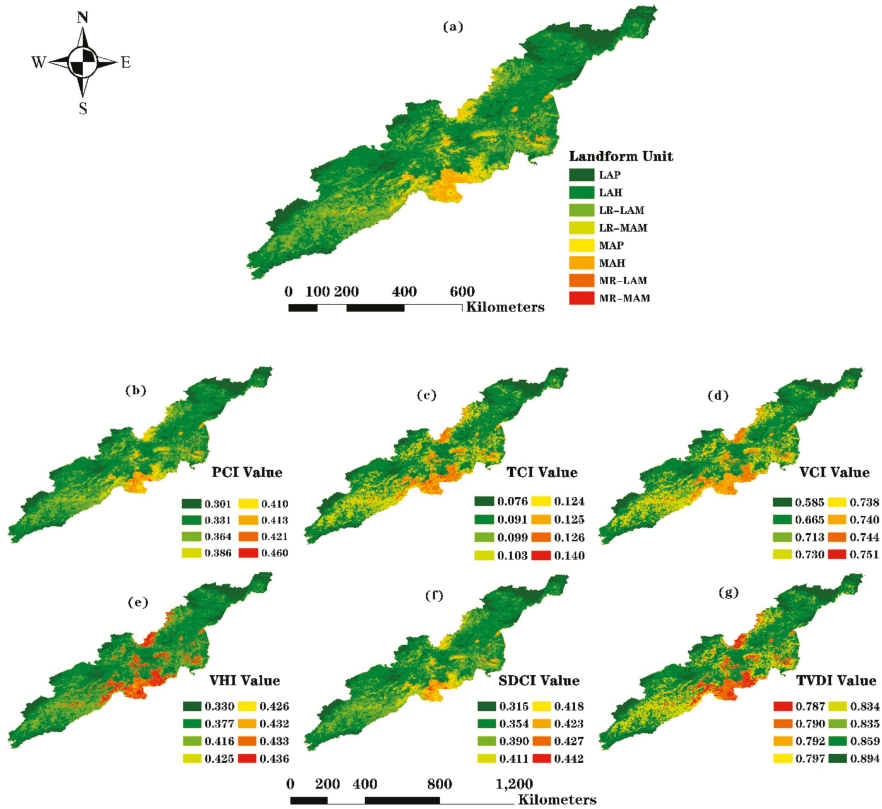 (a)
N
W E
S
Landform Unit
LAP
LAH
LR-LAM
LR-MAM
MAP
MAH
MR-LAM
MR-MAM
0 100 200 400 600
Kilometers
(b)
PCI Value
0.301 0.410
0.331 0.413
0.364 0.421
0.386 0.460
(c)
TCI Value
0.076 0.124
0.091 0.125
0.099 0.126
0.103 0.140
(d)
VCI Value
0.585 0.738
0.665 0.740
0.713 0.744
0.730 0.751
(e)
VHI Value
0.330 0.426
0.377 0.432
0.416 0.433
0.425 0.436
(f)
SDCI Value
0.315 0.418
0.354 0.423
0.390 0.427
0.411 0.442
(g)
TVDI Value
0.787 0.834
0.790 0.835
0.792 0.859
0.797 0.894
0 200 400 800 1,200
Kilometers